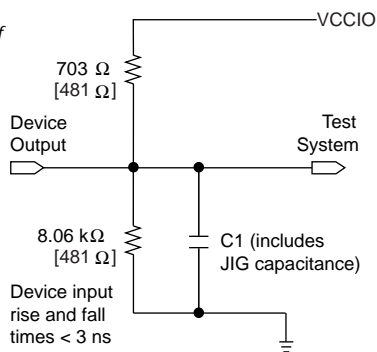 f
VCCIO
703 Ω
[481 Ω]
Device
Output
Test
System
8.06 kΩ
[481 Ω]
C1 (includes
JIG capacitance)
Device input
rise and fall
times < 3 ns